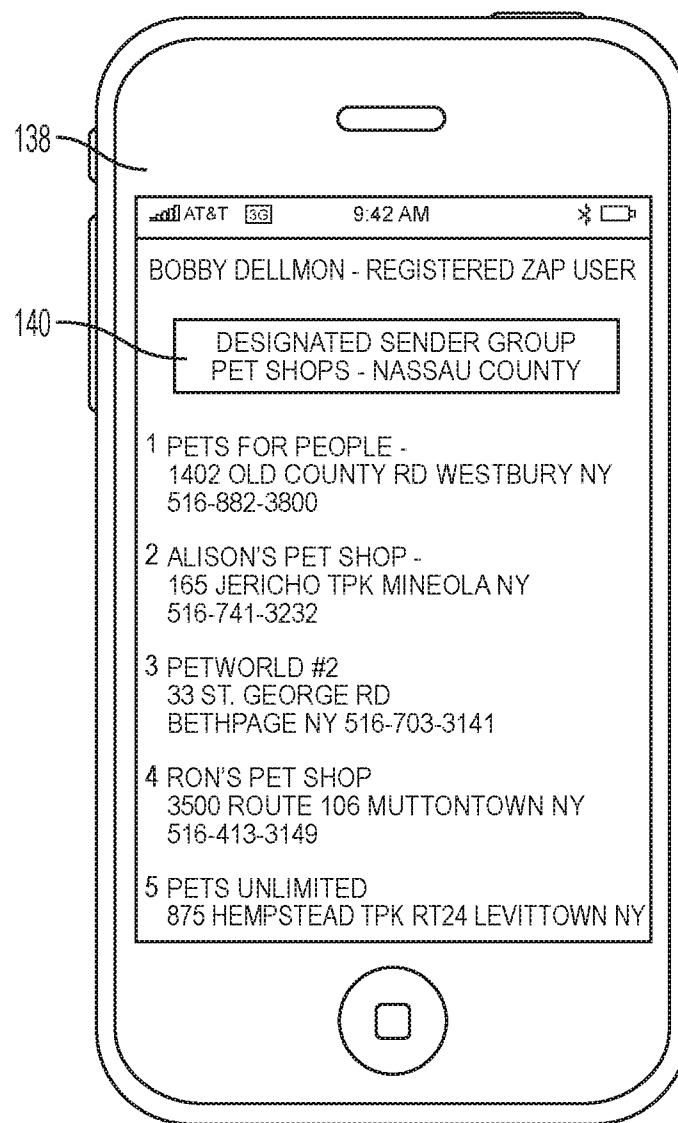 138
AT&T 3G 9:42 AM
BOBBY DELLMON - REGISTERED ZAP USER
140
DESIGNATED SENDER GROUP
PET SHOPS - NASSAU COUNTY
1 PETS FOR PEOPLE -
1402 OLD COUNTY RD WESTBURY NY
516-882-3800
2 ALISON'S PET SHOP -
165 JERICHO TPK MINEOLA NY
516-741-3232
3 PETWORLD #2
33 ST. GEORGE RD
BETHPAGE NY 516-703-3141
4 RON'S PET SHOP
3500 ROUTE 106 MUTTONTOWN NY
516-413-3149
5 PETS UNLIMITED
875 HEMPSTEAD TPK RT24 LEVITTOWN NY